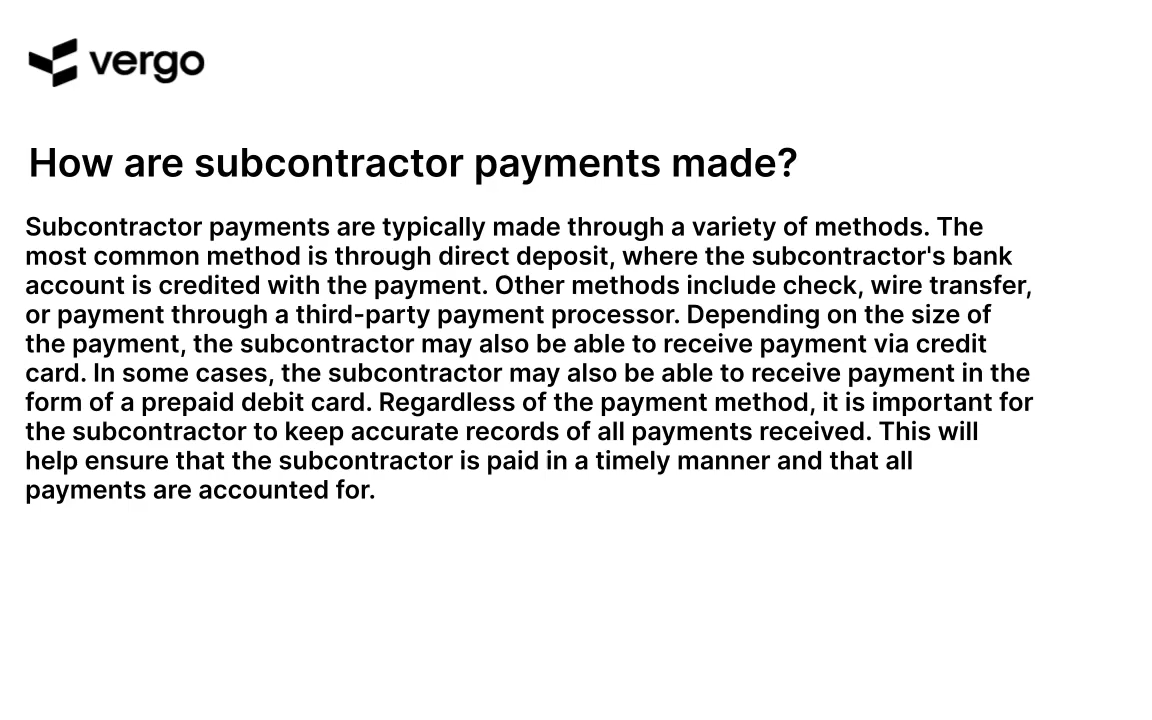 vergo
How are subcontractor payments made?
Subcontractor payments are typically made through a variety of methods. The
most common method is through direct deposit, where the subcontractor's bank
account is credited with the payment. Other methods include check, wire transfer,
or payment through a third-party payment processor. Depending on the size of
the payment, the subcontractor may also be able to receive payment via credit
card. In some cases, the subcontractor may also be able to receive payment in the
form of a prepaid debit card. Regardless of the payment method, it is important for
the subcontractor to keep accurate records of all payments received. This will
help ensure that the subcontractor is paid in a timely manner and that all
payments are accounted for.